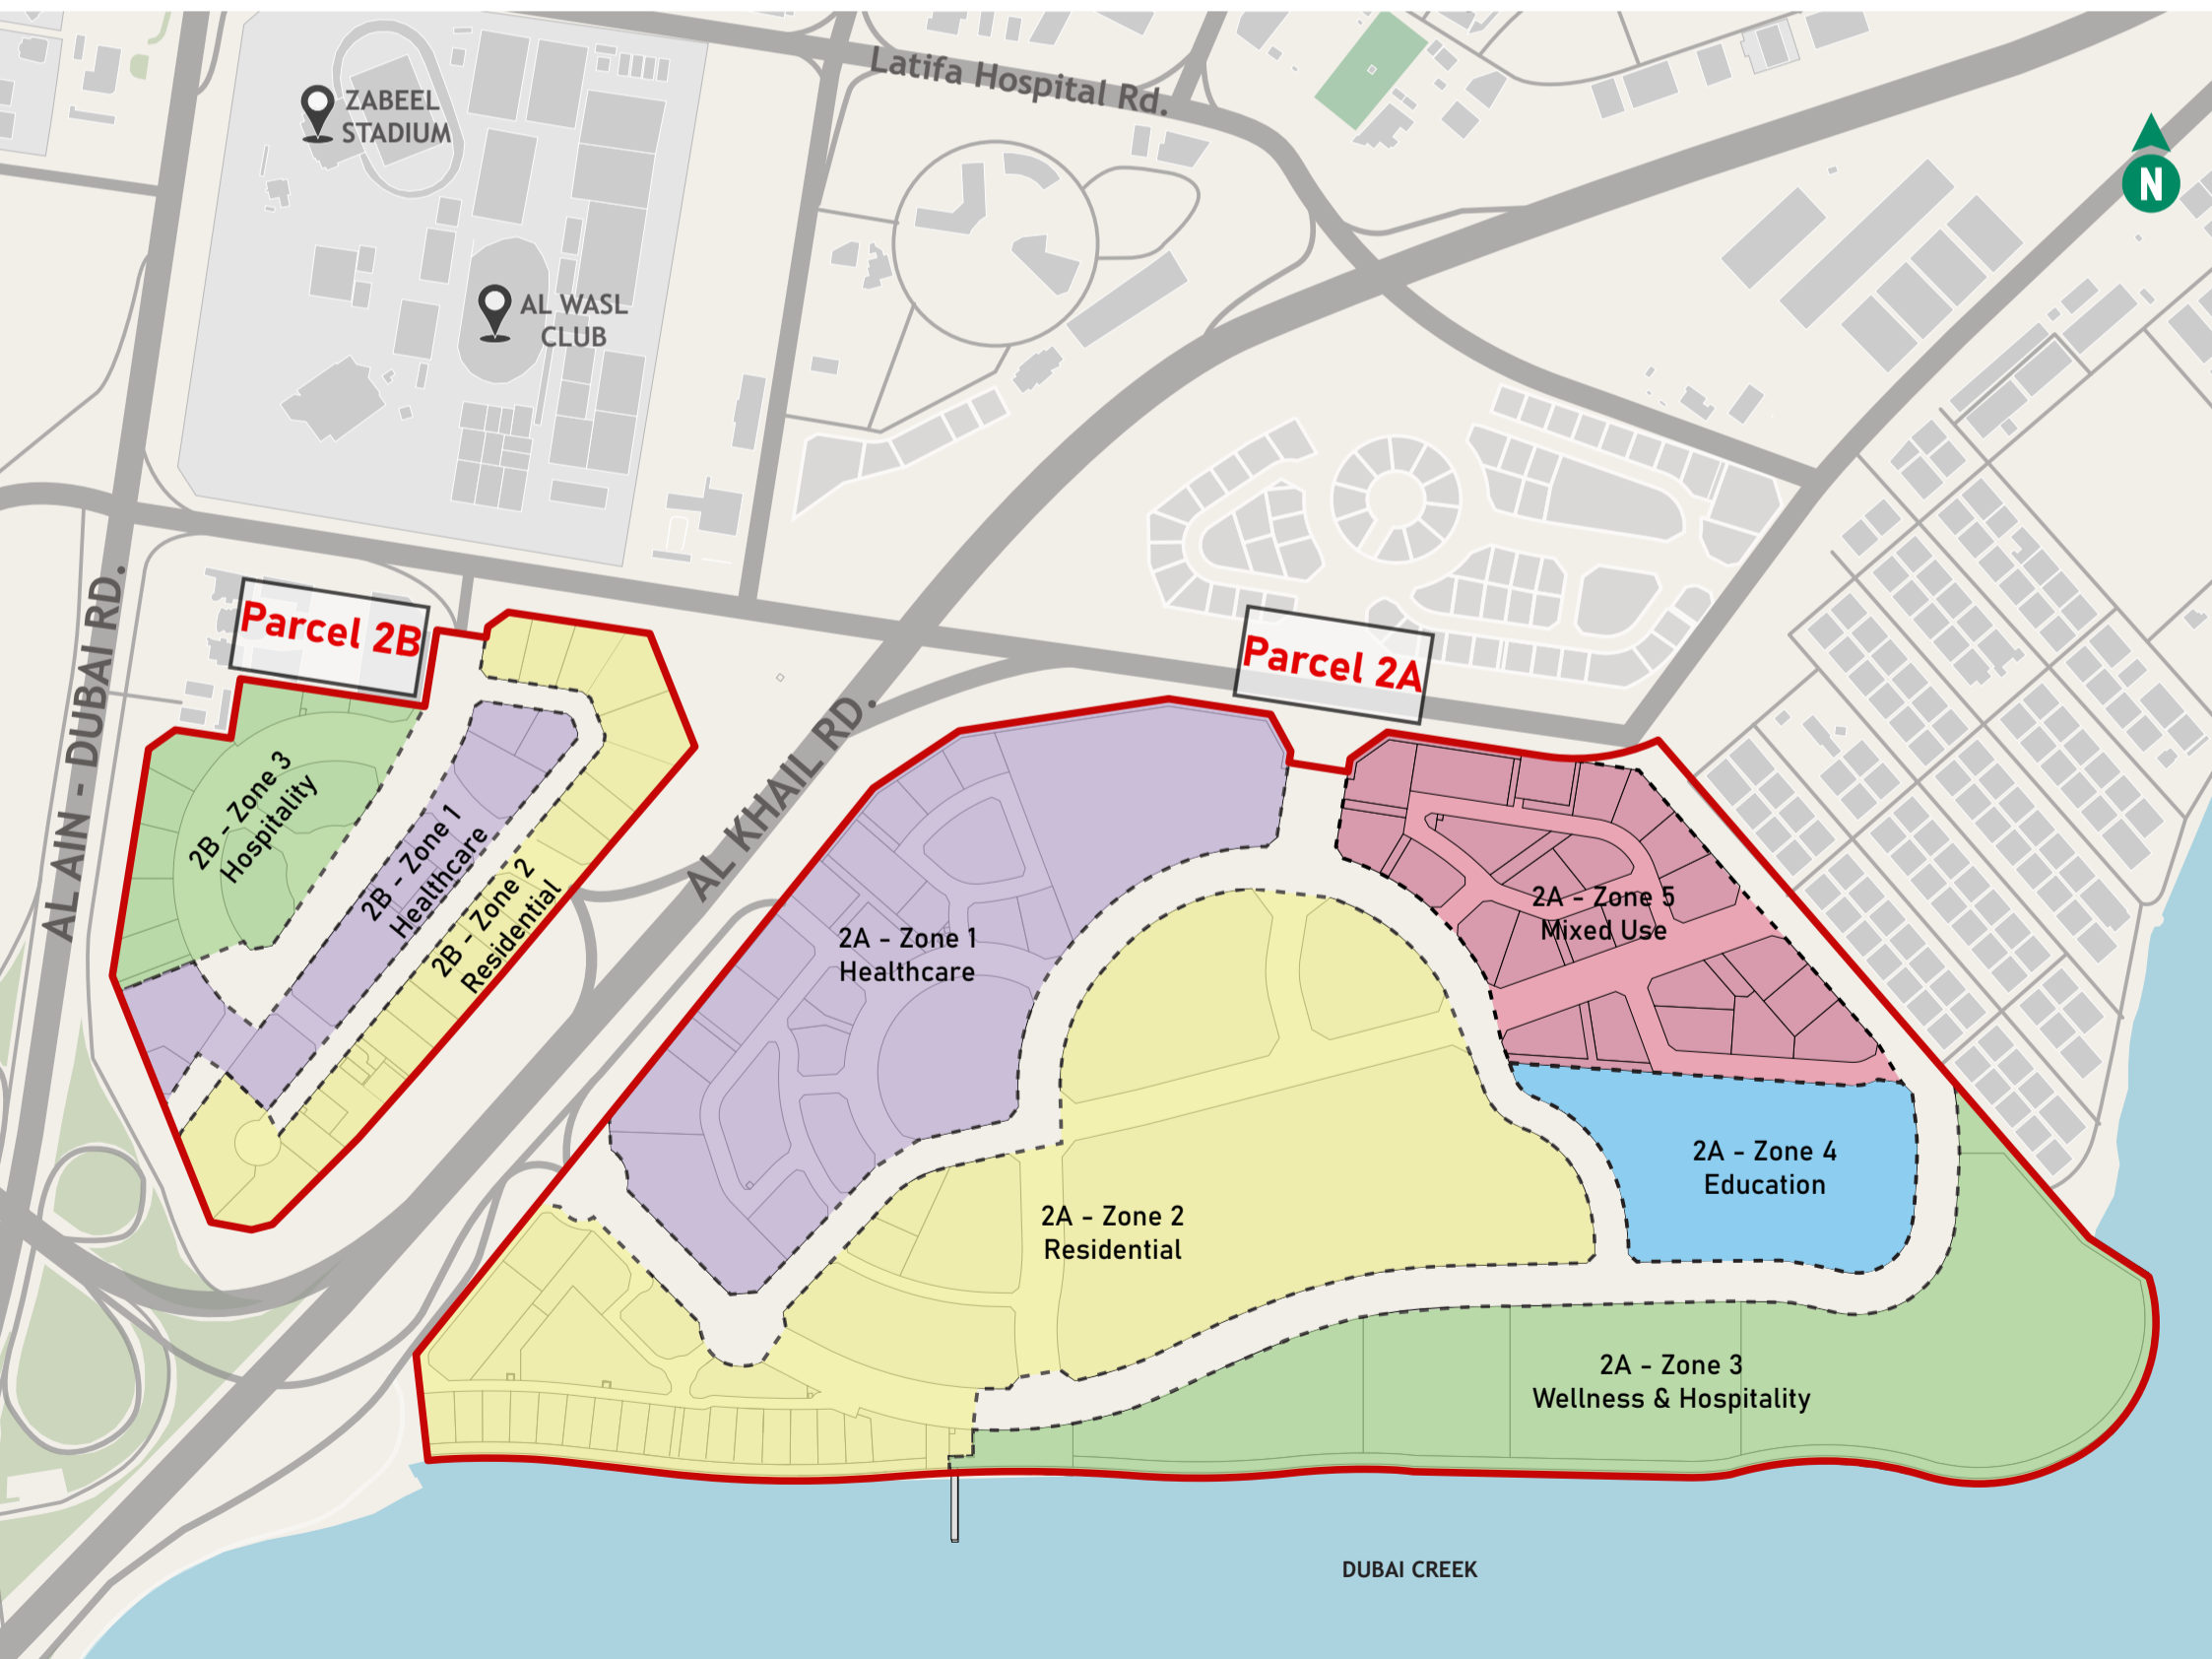 Latifa Hospital Rd.
ZABEEL
STADIUM
N
AL WASL
CLUB
AL AIN - DUBAI RD.
Parcel 2B
Parcel 2A
AL KHAIL RD.
2B - Zone 3
Hospitality
2B - Zone 1
Healthcare
2B - Zone 2
Residential
2A - Zone 1
Healthcare
2A - Zone 5
Mixed Use
2A - Zone 4
Education
2A - Zone 2
Residential
2A - Zone 3
Wellness & Hospitality
DUBAI CREEK